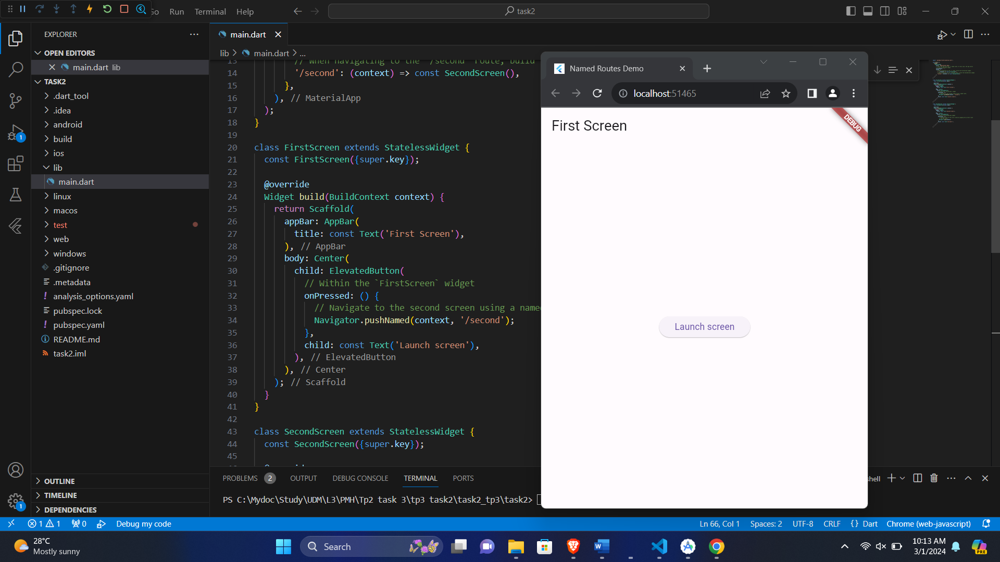 Go Run Terminal Help
task2
EXPLORER
OPEN EDITORS
main.dart lib
TASK2
.dart_tool
.idea
android
build
ios
lib
main.dart
linux
macos
test
web
windows
.gitignore
.metadata
analysis_options.yaml
pubspec.lock
pubspec.yaml
README.md
task2.iml
OUTLINE
TIMELINE
DEPENDENCIES
1
1
main.dart
lib > main.dart > ...
13 // When navigating to the "/second" route, build
14 '/second': (context) => const SecondScreen(),
15 },
16 ), // MaterialApp
17 );
18 }
19
20 class FirstScreen extends StatelessWidget {
21 const FirstScreen({super.key});
22
23 @override
24 Widget build(BuildContext context) {
25 return Scaffold(
26 appBar: AppBar(
27 title: const Text('First Screen'),
28 ), // AppBar
29 body: Center(
30 child: ElevatedButton(
31 // Within the `FirstScreen` widget
32 onPressed: () {
33 // Navigate to the second screen using a named
34 Navigator.pushNamed(context, '/second');
35 },
36 child: const Text('Launch screen'),
37 ), // ElevatedButton
38 ), // Center
39 ); // Scaffold
40 }
41 }
42
43 class SecondScreen extends StatelessWidget {
44 const SecondScreen({super.key});
45
Named Routes Demo
localhost:51465
First Screen
DEBUG
Launch screen
PROBLEMS 2 OUTPUT DEBUG CONSOLE TERMINAL PORTS
shell
PS C:\Mydoc\Study\UDM\L3\PMH\Tp2 task 3\tp3 task2\task2_tp3\task2>
1 1 0 Debug my code
Ln 66, Col 1 Spaces: 2 UTF-8 CRLF {} Dart Chrome (web-javascript)
28°C
Mostly sunny
Search
10:13 AM
3/1/2024
PRE